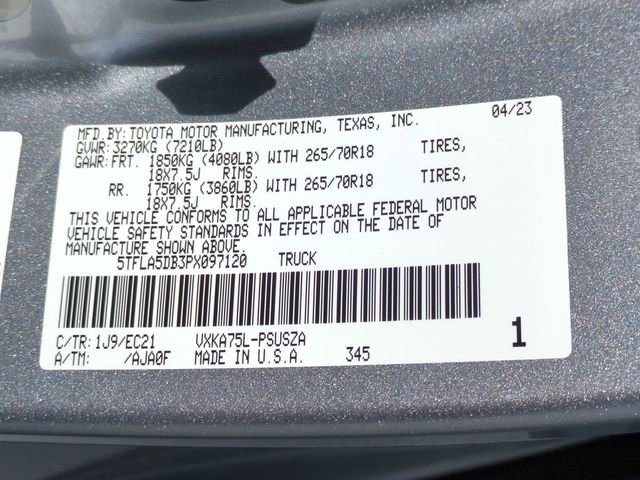 MFD.BY:TOYOTA MOTOR MANUFACTURING, TEXAS, INC. 04/23
GVWR:3270KG (7210LB)
GAWR:FRT. 1850KG (4080LB) WITH 265/70R18 TIRES,
18X7.5J RIMS.
RR. 1750KG (3860LB) WITH 265/70R18 TIRES,
18X7.5J RIMS.
THIS VEHICLE CONFORMS TO ALL APPLICABLE FEDERAL MOTOR
VEHICLE SAFETY STANDARDS IN EFFECT ON THE DATE OF
MANUFACTURE SHOWN ABOVE.
5TFLA5DB3PX097120 TRUCK
C/TR:1J9/EC21 VXKA75L-PSUSZA
A/TM: /AJA0F MADE IN U.S.A. 345 1